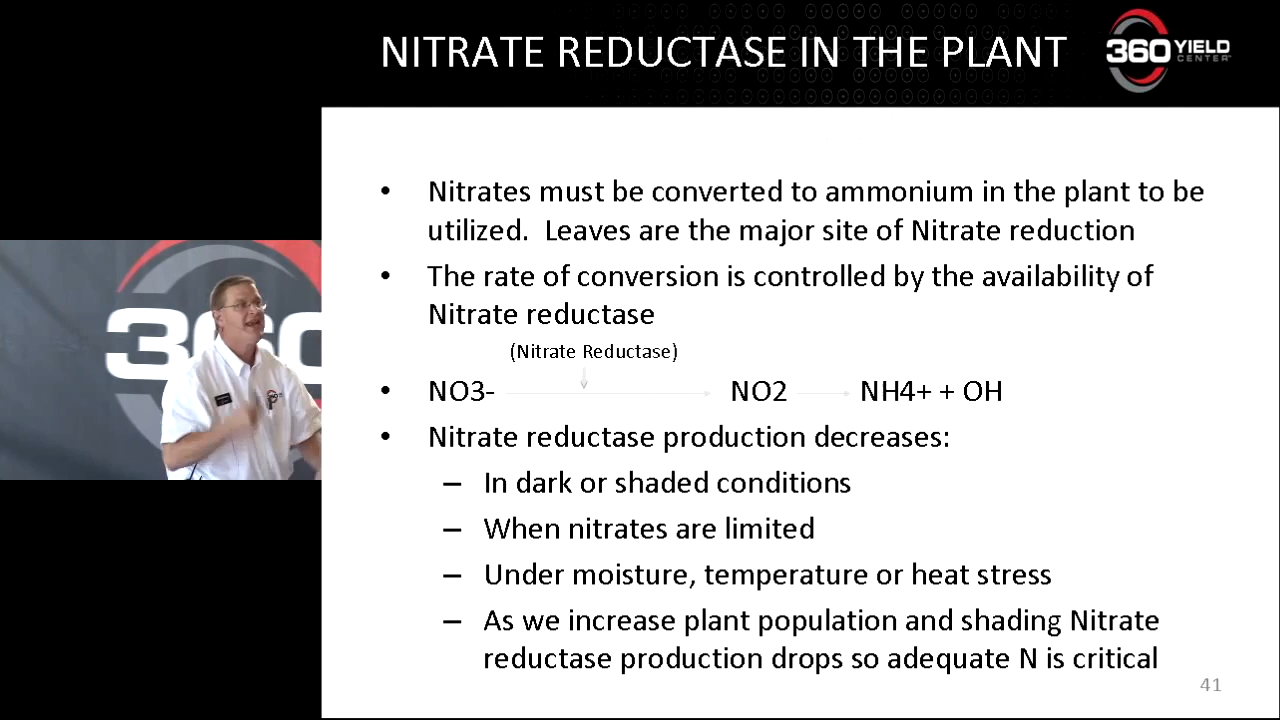 NITRATE REDUCTASE IN THE PLANT
360 YIELD
CENTER
• Nitrates must be converted to ammonium in the plant to be
utilized.  Leaves are the major site of Nitrate reduction
• The rate of conversion is controlled by the availability of
Nitrate reductase
(Nitrate Reductase)
• NO3- NO2 NH4+ + OH
• Nitrate reductase production decreases:
– In dark or shaded conditions
– When nitrates are limited
– Under moisture, temperature or heat stress
– As we increase plant population and shading Nitrate
reductase production drops so adequate N is critical
41
360